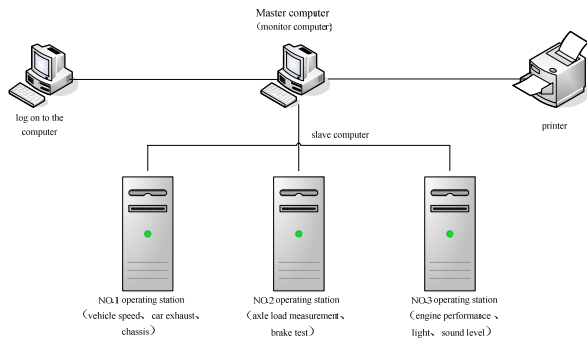 Master computer
(monitor computer}
log on to the
computer
printer
slave computer
NO.1 operating station
（vehicle speed、car exhaust、
chassis）
NO.2 operating station
（axle load measurement、
brake test）
NO.3 operating station
（engine performance 、
light、sound level）